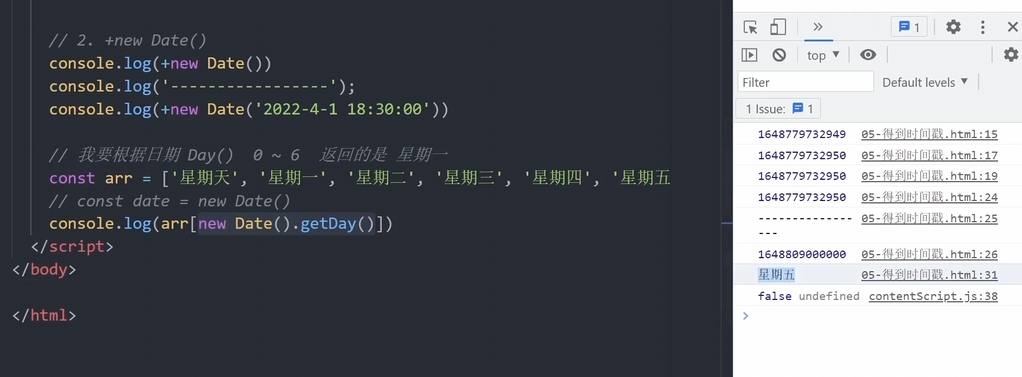 // 2. +new Date()
console.log(+new Date())
console.log('-----------------');
console.log(+new Date('2022-4-1 18:30:00'))
// 我要根据日期 Day() 0 ~ 6 返回的是 星期一
const arr = ['星期天', '星期一', '星期二', '星期三', '星期四', '星期五
// const date = new Date()
console.log(arr[new Date().getDay()])
</script>
</body>
</html>
» 1
top ▼
Filter Default levels ▼
1 Issue: 1
1648779732949 05-得到时间戳.html:15
1648779732950 05-得到时间戳.html:17
1648779732950 05-得到时间戳.html:19
1648779732950 05-得到时间戳.html:24
-------------- 05-得到时间戳.html:25
---
1648809000000 05-得到时间戳.html:26
星期五 05-得到时间戳.html:31
false undefined contentScript.js:38
>